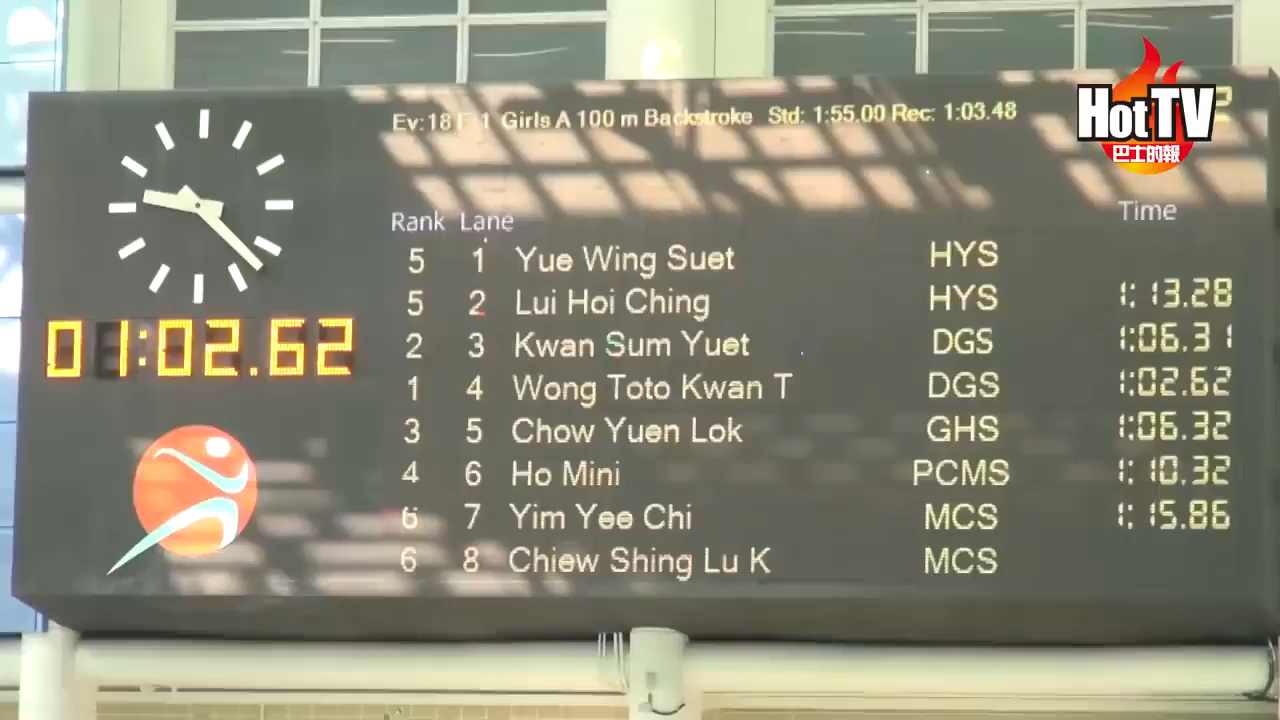 HotTV
巴士的報
Ev:18 F 1 Girls A 100 m Backstroke Std: 1:55.00 Rec: 1:03.48
Rank Lane Time
5 1 Yue Wing Suet HYS
5 2 Lui Hoi Ching HYS 1:13.28
2 3 Kwan Sum Yuet DGS 1:06.31
1 4 Wong Toto Kwan T DGS 1:02.62
3 5 Chow Yuen Lok GHS 1:06.32
4 6 Ho Mini PCMS 1:10.32
6 7 Yim Yee Chi MCS 1:15.86
6 8 Chiew Shing Lu K MCS
01:02.62